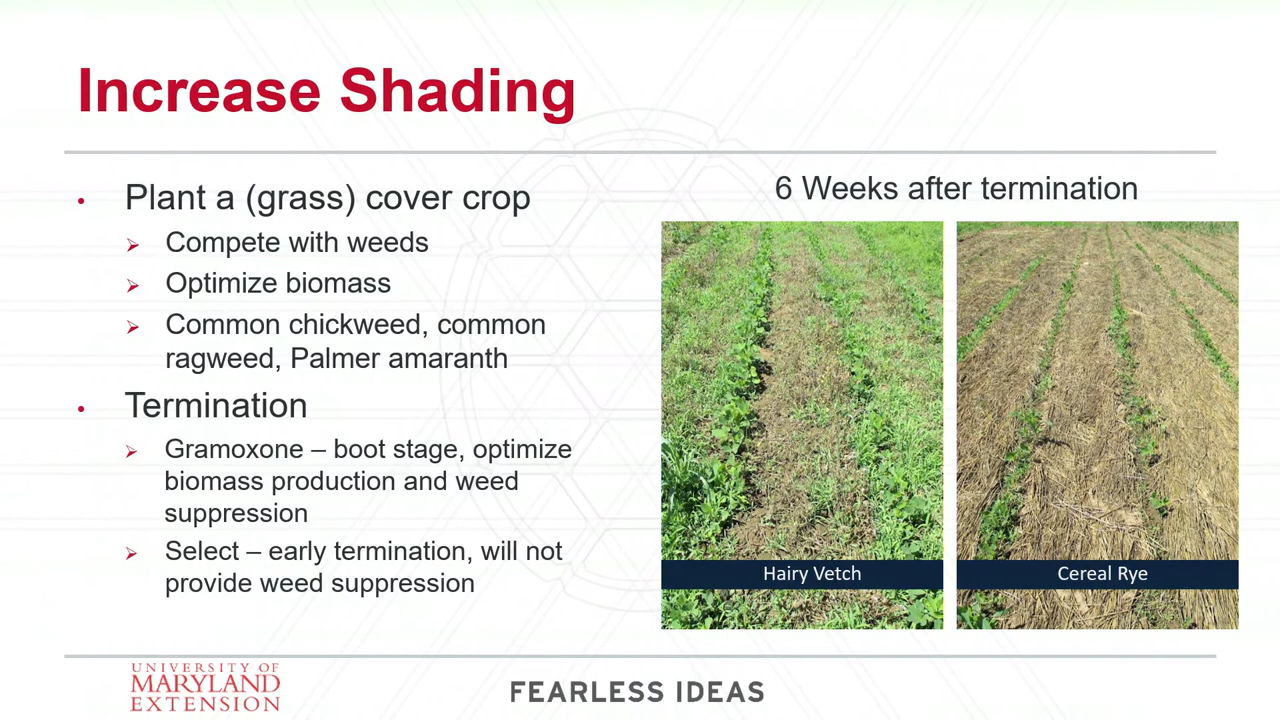 Increase Shading
• Plant a (grass) cover crop
➢ Compete with weeds
➢ Optimize biomass
➢ Common chickweed, common
ragweed, Palmer amaranth
• Termination
➢ Gramoxone – boot stage, optimize
biomass production and weed
suppression
➢ Select – early termination, will not
provide weed suppression
6 Weeks after termination
Hairy Vetch
Cereal Rye
UNIVERSITY OF
MARYLAND
EXTENSION
FEARLESS IDEAS